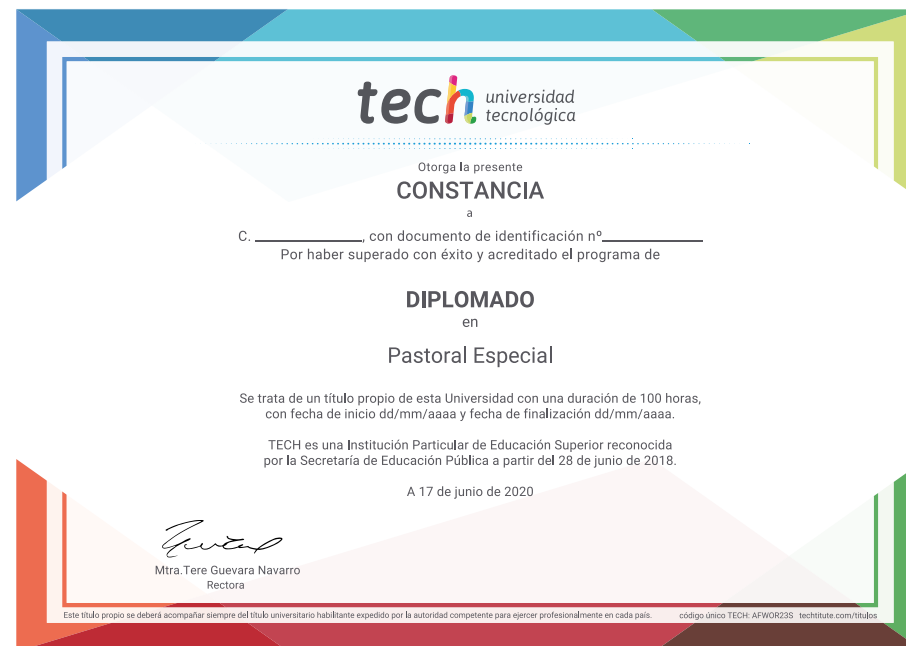 tech universidad
tecnológica
Otorga la presente
CONSTANCIA
a
C. ______________, con documento de identificación nº______________
Por haber superado con éxito y acreditado el programa de
DIPLOMADO
en
Pastoral Especial
Se trata de un título propio de esta Universidad con una duración de 100 horas,
con fecha de inicio dd/mm/aaaa y fecha de finalización dd/mm/aaaa.
TECH es una Institución Particular de Educación Superior reconocida
por la Secretaría de Educación Pública a partir del 28 de junio de 2018.
A 17 de junio de 2020
Mtra.Tere Guevara Navarro
Rectora
Este título propio se deberá acompañar siempre del título universitario habilitante expedido por la autoridad competente para ejercer profesionalmente en cada país. código único TECH: AFWOR23S techtitute.com/titulos